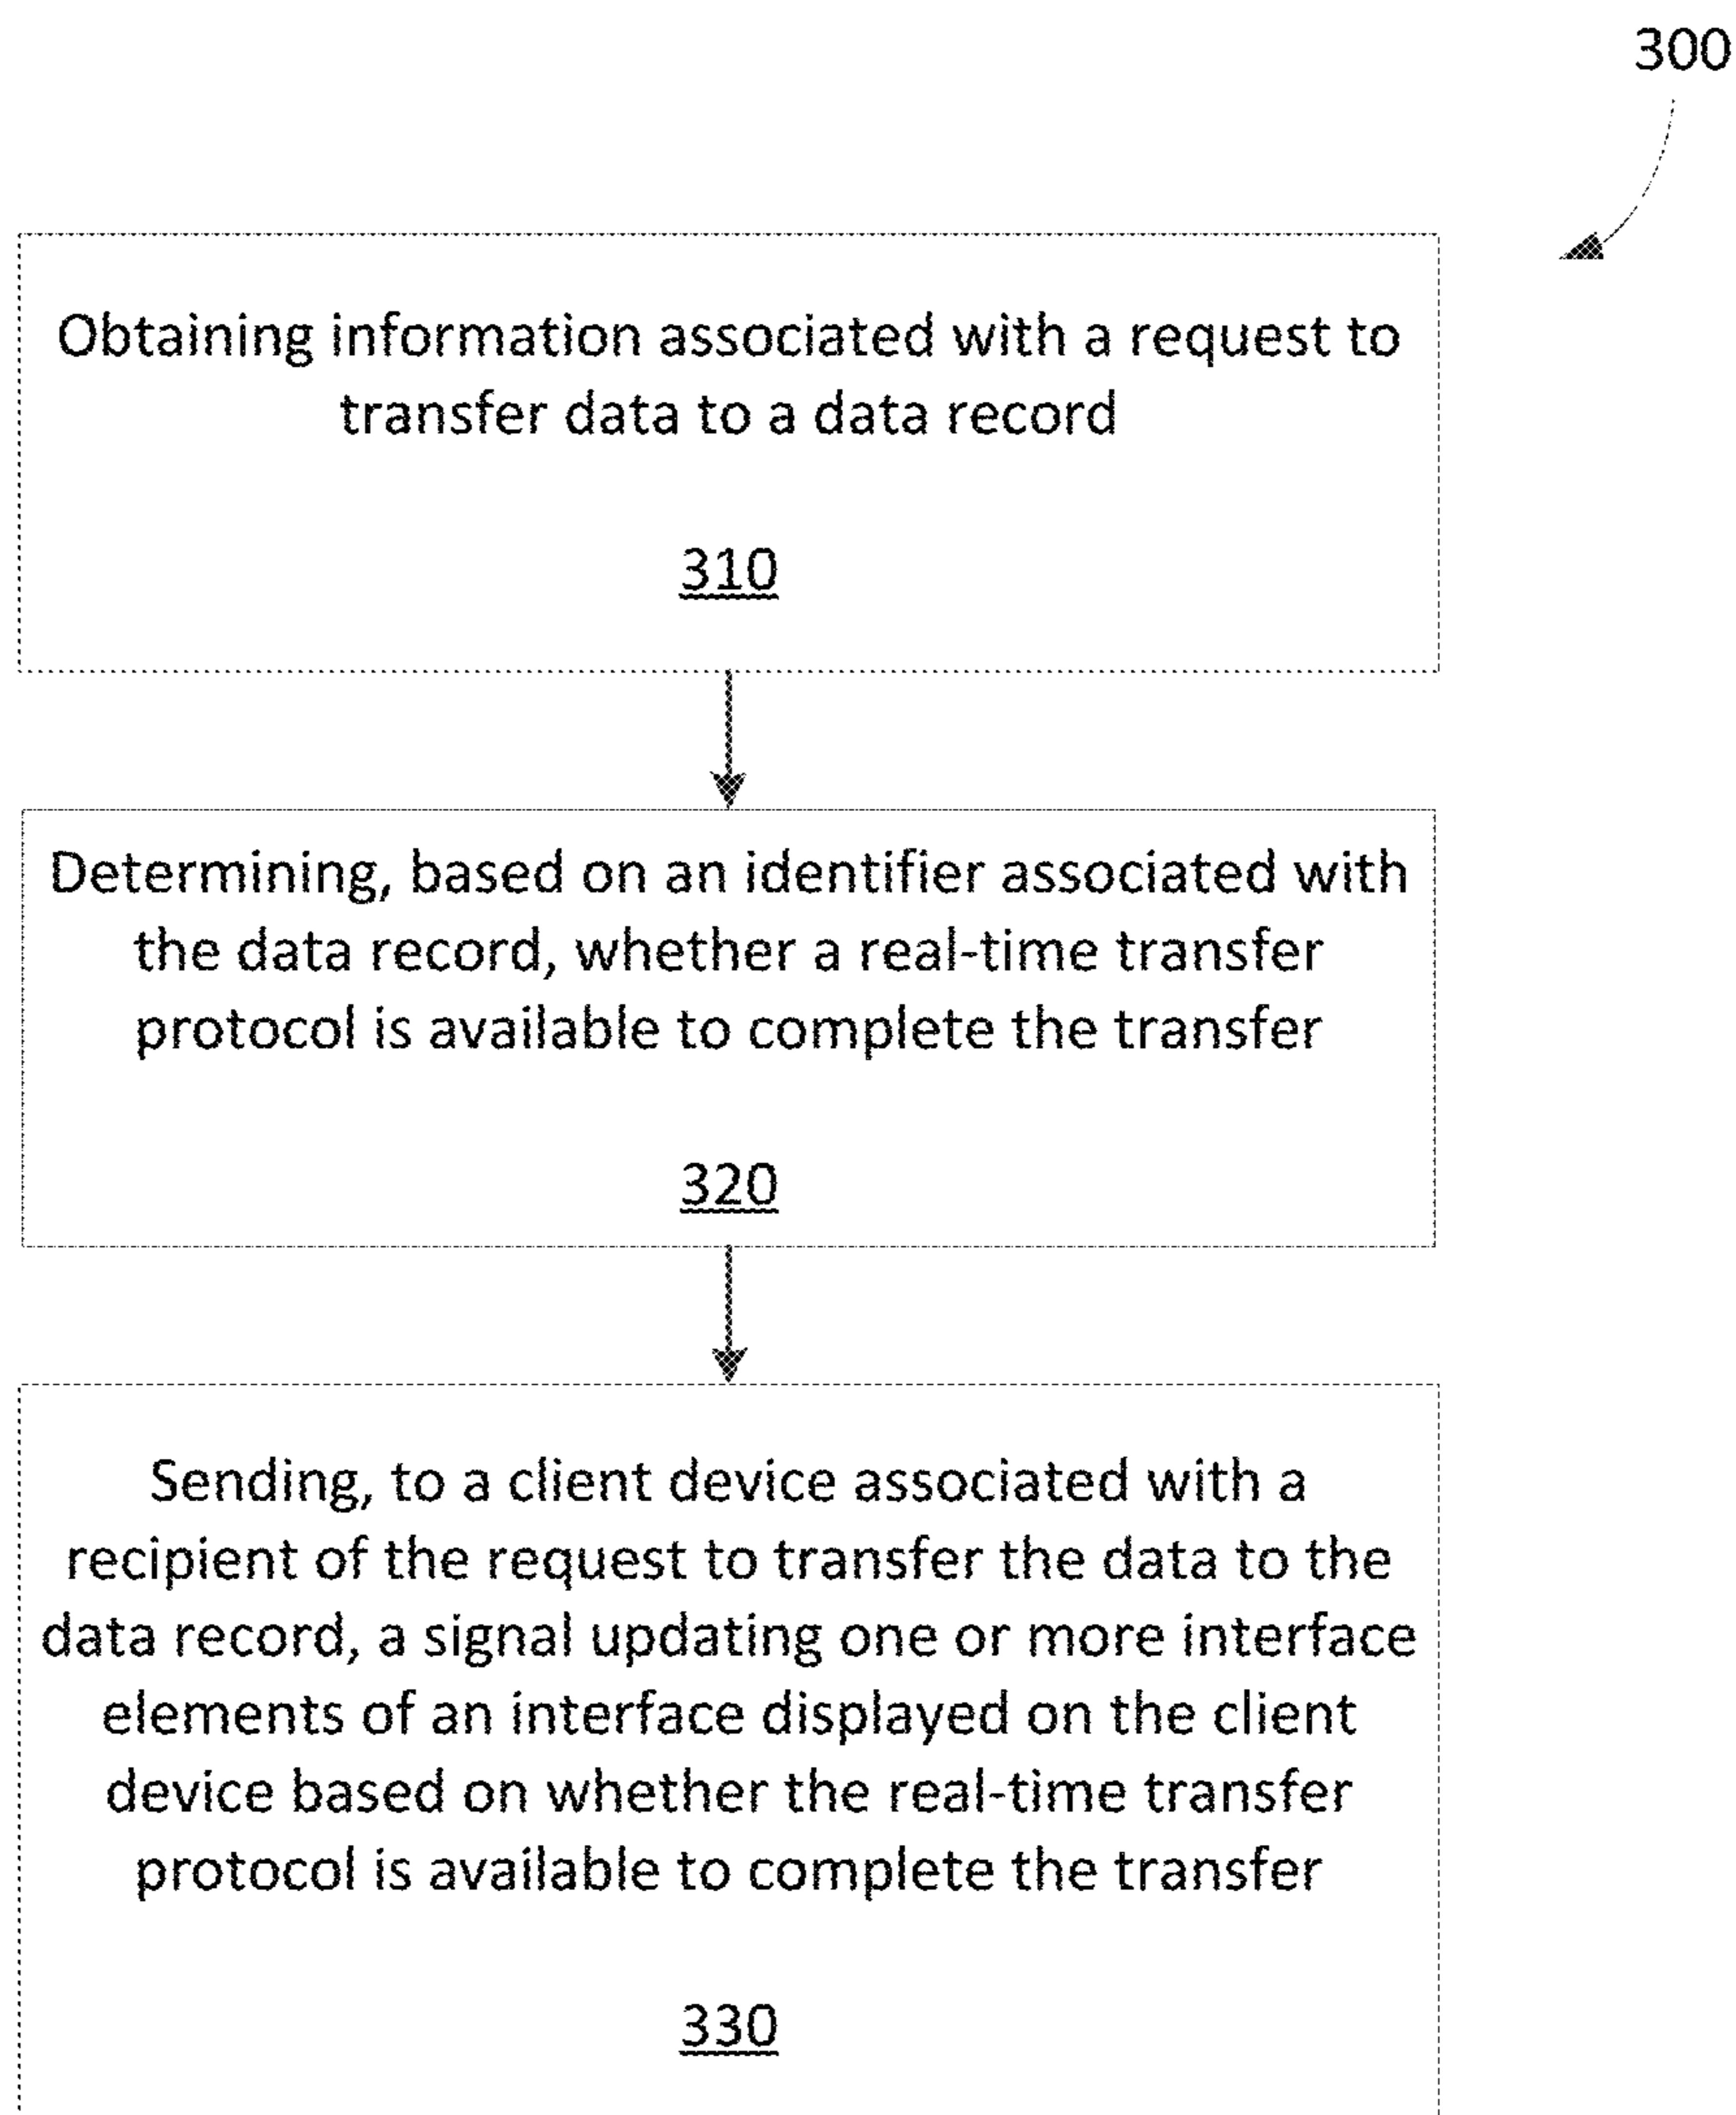 300
Obtaining information associated with a request to
transfer data to a data record
310
Determining, based on an identifier associated with
the data record, whether a real-time transfer
protocol is available to complete the transfer
320
Sending, to a client device associated with a
recipient of the request to transfer the data to the
data record, a signal updating one or more interface
elements of an interface displayed on the client
device based on whether the real-time transfer
protocol is available to complete the transfer
330